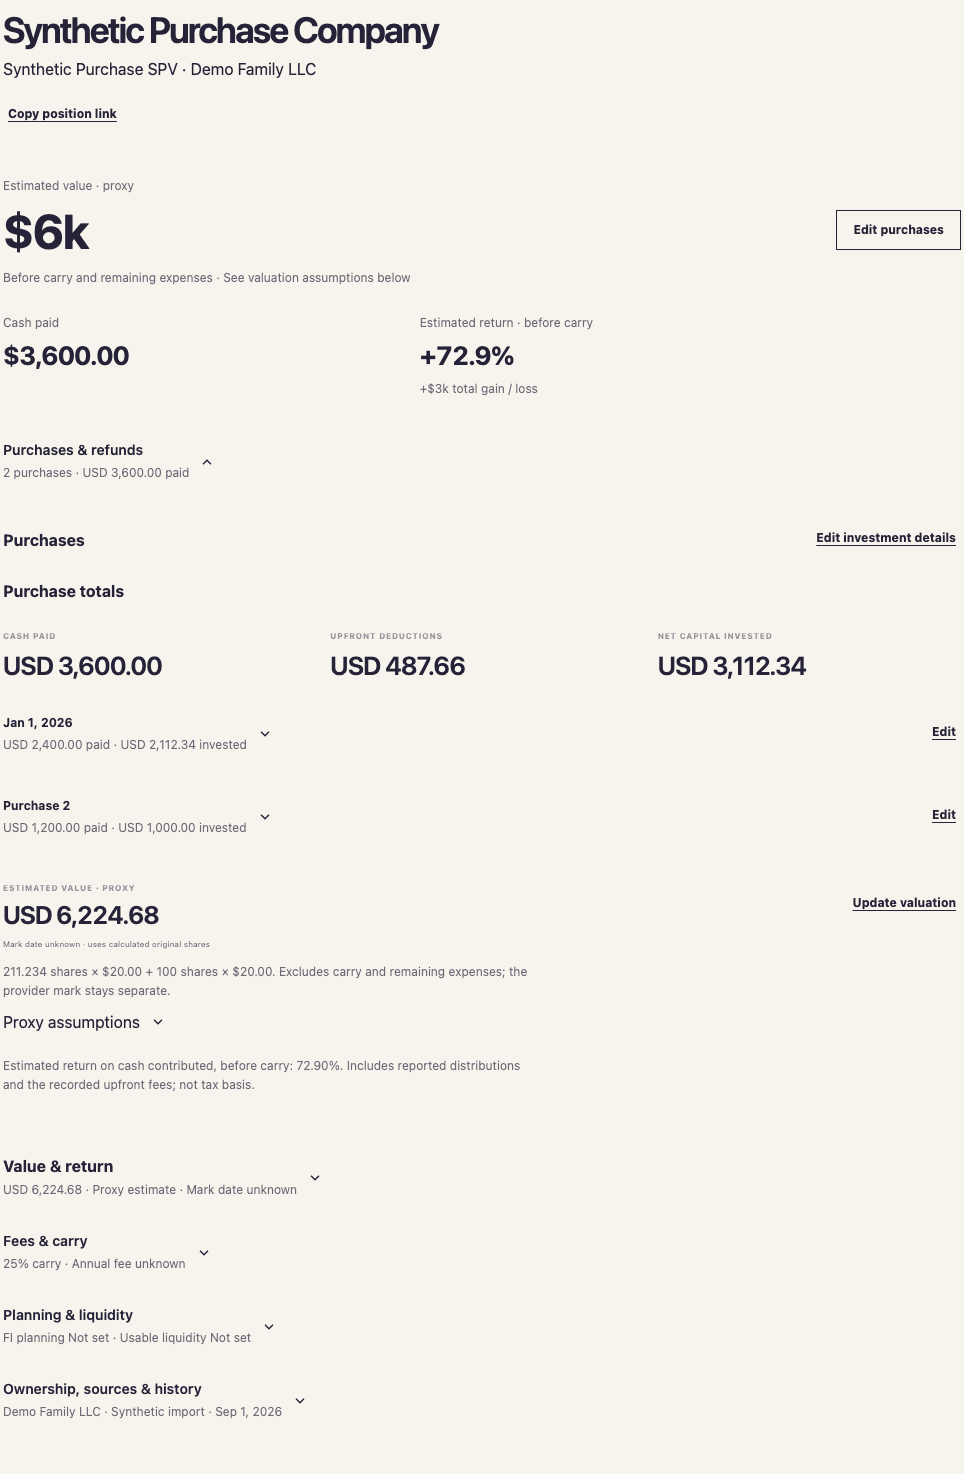 Synthetic Purchase Company
Synthetic Purchase SPV · Demo Family LLC
Copy position link
Estimated value · proxy
$6k
Edit purchases
Before carry and remaining expenses · See valuation assumptions below
Cash paid
Estimated return · before carry
$3,600.00
+72.9%
+$3k total gain / loss
Purchases & refunds
2 purchases · USD 3,600.00 paid
Purchases
Edit investment details
Purchase totals
CASH PAID
UPFRONT DEDUCTIONS
NET CAPITAL INVESTED
USD 3,600.00
USD 487.66
USD 3,112.34
Jan 1, 2026
USD 2,400.00 paid · USD 2,112.34 invested
Edit
Purchase 2
USD 1,200.00 paid · USD 1,000.00 invested
Edit
ESTIMATED VALUE · PROXY
USD 6,224.68
Update valuation
Mark date unknown · uses calculated original shares
211.234 shares × $20.00 + 100 shares × $20.00. Excludes carry and remaining expenses; the
provider mark stays separate.
Proxy assumptions
Estimated return on cash contributed, before carry: 72.90%. Includes reported distributions
and the recorded upfront fees; not tax basis.
Value & return
USD 6,224.68 · Proxy estimate · Mark date unknown
Fees & carry
25% carry · Annual fee unknown
Planning & liquidity
FI planning Not set · Usable liquidity Not set
Ownership, sources & history
Demo Family LLC · Synthetic import · Sep 1, 2026